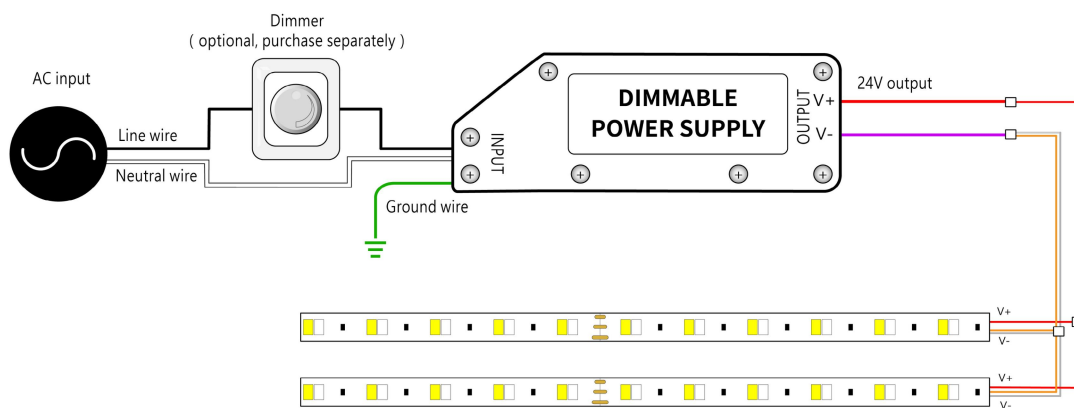 Dimmer
( optional, purchase separately )
AC input
Line wire
Neutral wire
Ground wire
INPUT
DIMMABLE
POWER SUPPLY
OUTPUT
V+
V-
24V output
V+
V-
V+
V-